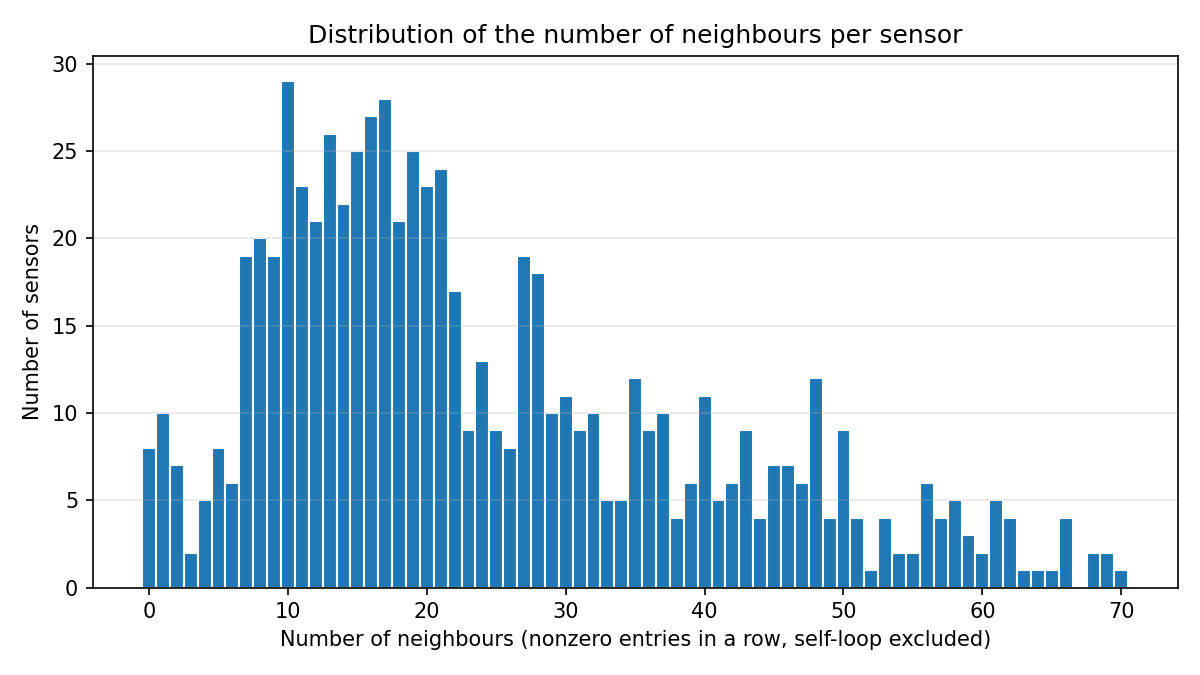 Distribution of the number of neighbours per sensor
30
25
20
15
10
5
0
Number of sensors
0 10 20 30 40 50 60 70
Number of neighbours (nonzero entries in a row, self-loop excluded)